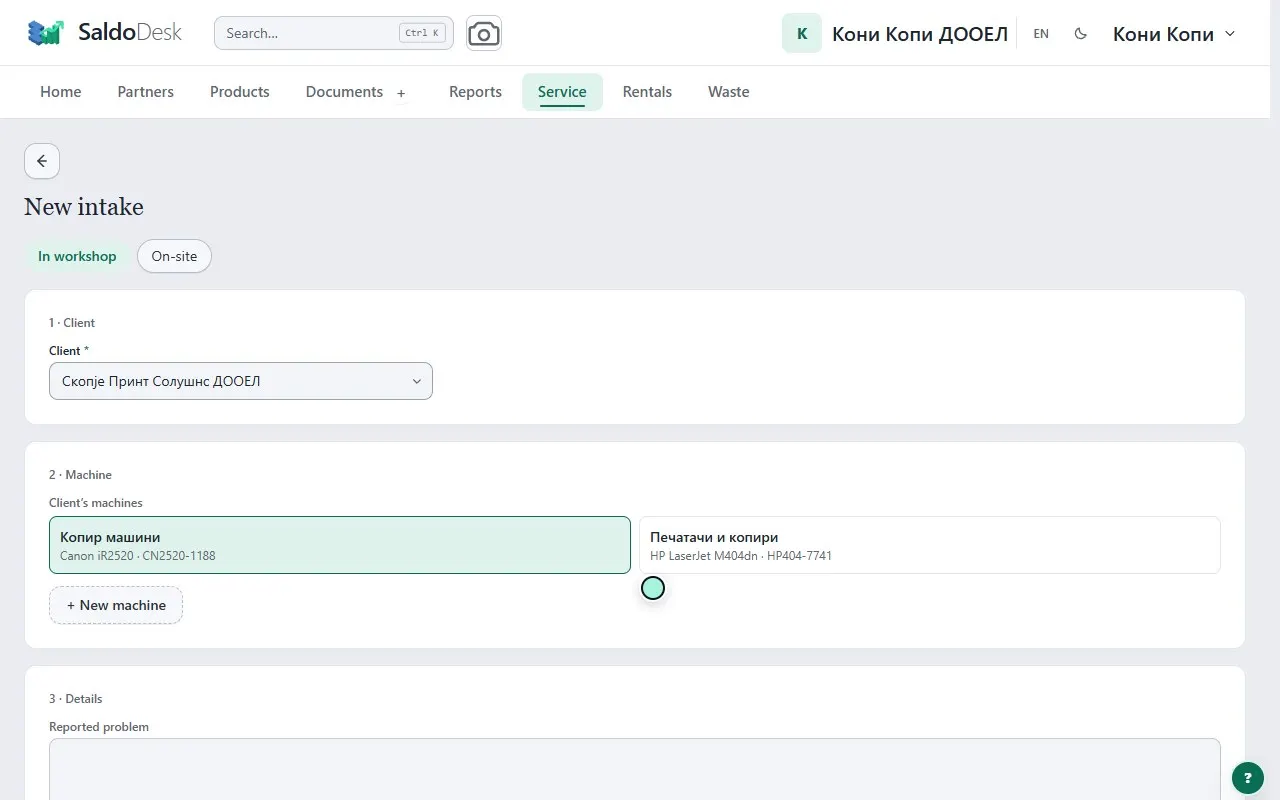 SaldoDesk
Search...
Ctrl K
K
Кони Копи ДООЕЛ
EN
Кони Копи
Home
Partners
Products
Documents
+
Reports
Service
Rentals
Waste
New intake
In workshop
On-site
1 · Client
Client *
Скопје Принт Солушнс ДООЕЛ
2 · Machine
Client's machines
Копир машини
Canon iR2520 · CN2520-1188
Печатачи и копири
HP LaserJet M404dn · HP404-7741
+ New machine
3 · Details
Reported problem
?